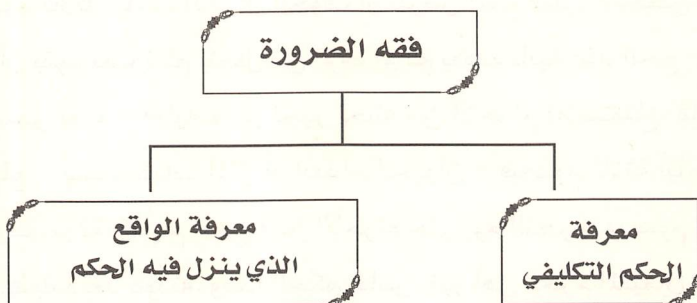 فقه الضرورة
معرفة
الحكم التكليفي
معرفة الواقع
الذي ينزل فيه الحكم